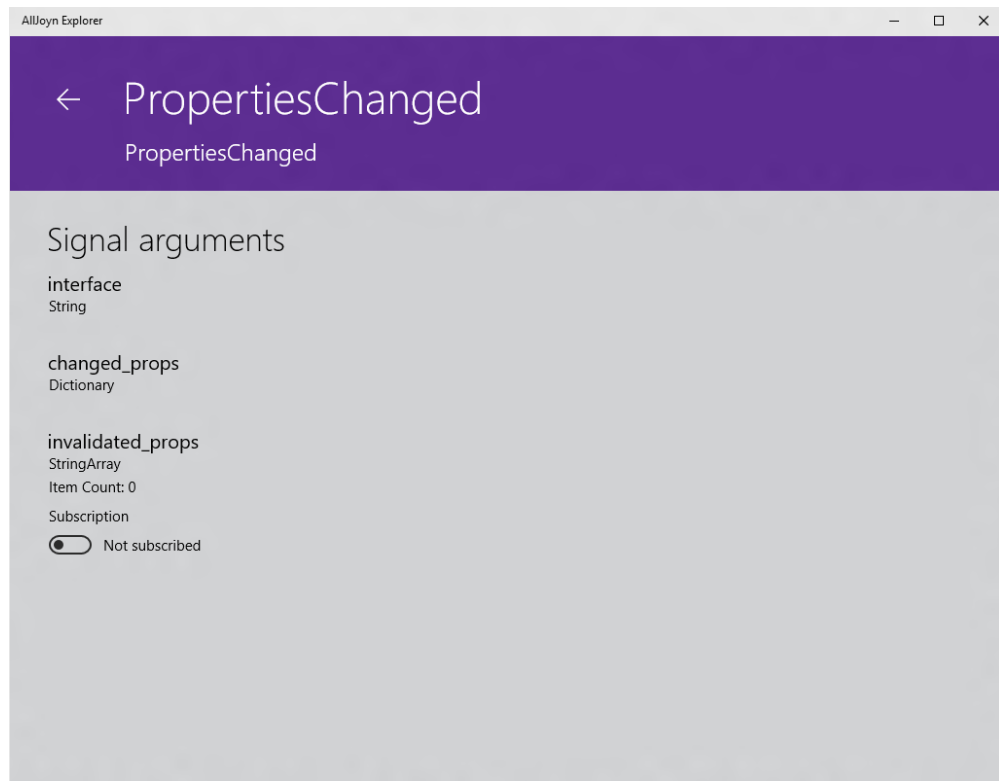 AllJoyn Explorer
PropertiesChanged
PropertiesChanged
Signal arguments
interface
String
changed_props
Dictionary
invalidated_props
StringArray
Item Count: 0
Subscription
Not subscribed